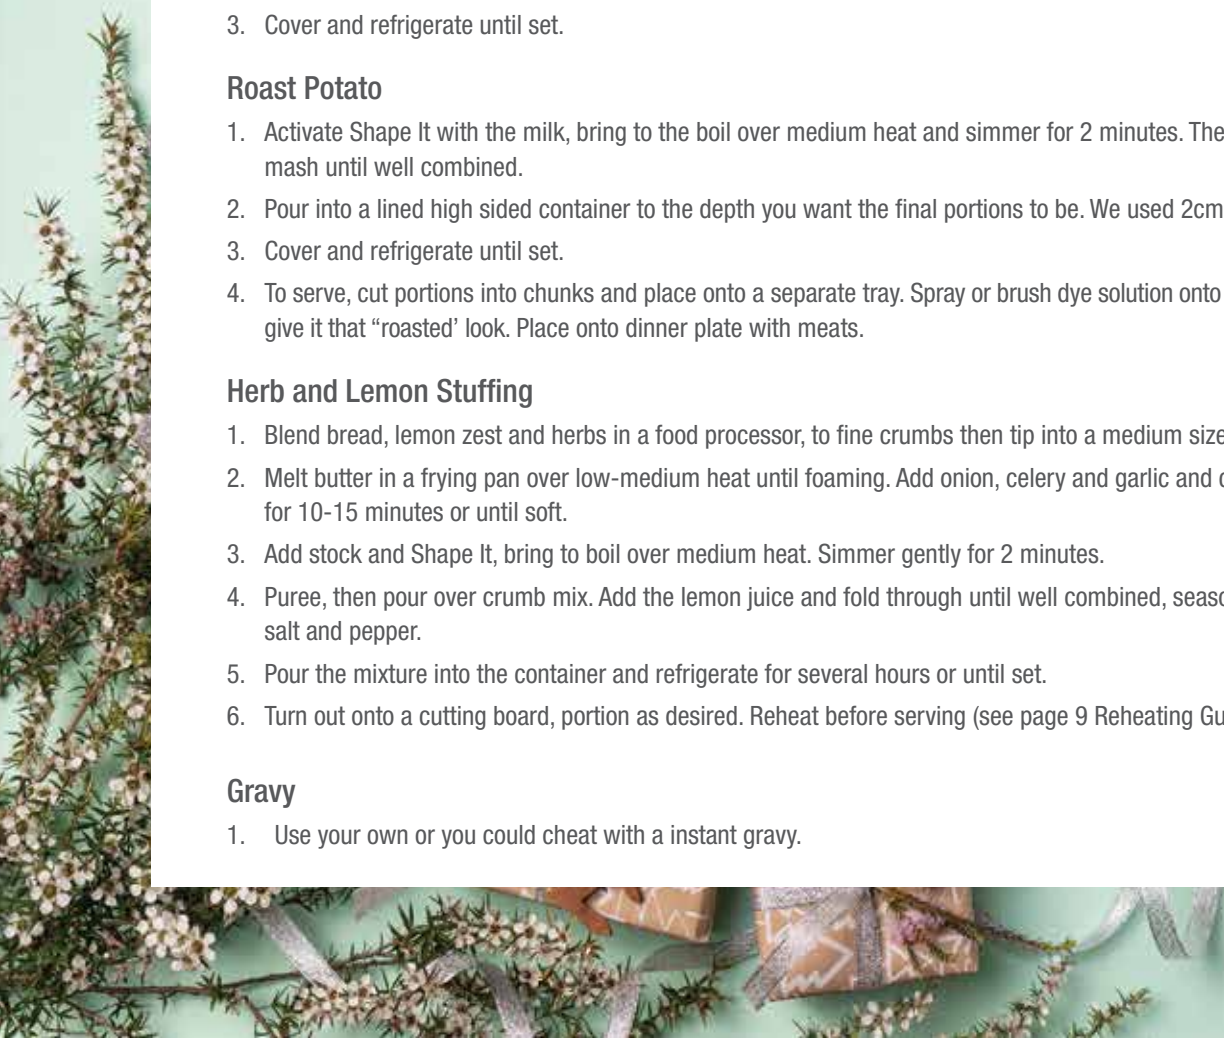 3. Cover and refrigerate until set.
Roast Potato
1. Activate Shape It with the milk, bring to the boil over medium heat and simmer for 2 minutes. The
mash until well combined.
2. Pour into a lined high sided container to the depth you want the final portions to be. We used 2cm
3. Cover and refrigerate until set.
4. To serve, cut portions into chunks and place onto a separate tray. Spray or brush dye solution onto
give it that “roasted’ look. Place onto dinner plate with meats.
Herb and Lemon Stuffing
1. Blend bread, lemon zest and herbs in a food processor, to fine crumbs then tip into a medium size
2. Melt butter in a frying pan over low-medium heat until foaming. Add onion, celery and garlic and
for 10-15 minutes or until soft.
3. Add stock and Shape It, bring to boil over medium heat. Simmer gently for 2 minutes.
4. Puree, then pour over crumb mix. Add the lemon juice and fold through until well combined, seaso
salt and pepper.
5. Pour the mixture into the container and refrigerate for several hours or until set.
6. Turn out onto a cutting board, portion as desired. Reheat before serving (see page 9 Reheating Gu
Gravy
1. Use your own or you could cheat with a instant gravy.